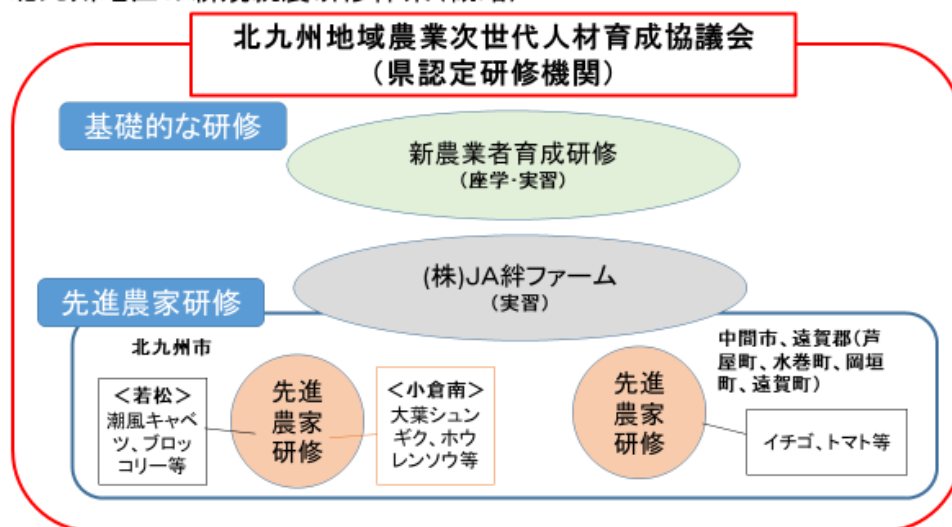 北九州地域農業次世代人材育成協議会
(県認定研修機関)
基礎的な研修
新農業者育成研修
(座学・実習)
(株)JA絆ファーム
(実習)
先進農家研修
北九州市
<若松>
潮風キャベ
ツ、ブロッ
コリー等
先進
農家
研修
<小倉南>
大葉シュン
ギク、ホウ
レンソウ等
先進
農家
研修
中間市、遠賀郡(芦
屋町、水巻町、岡垣
町、遠賀町)
イチゴ、トマト等